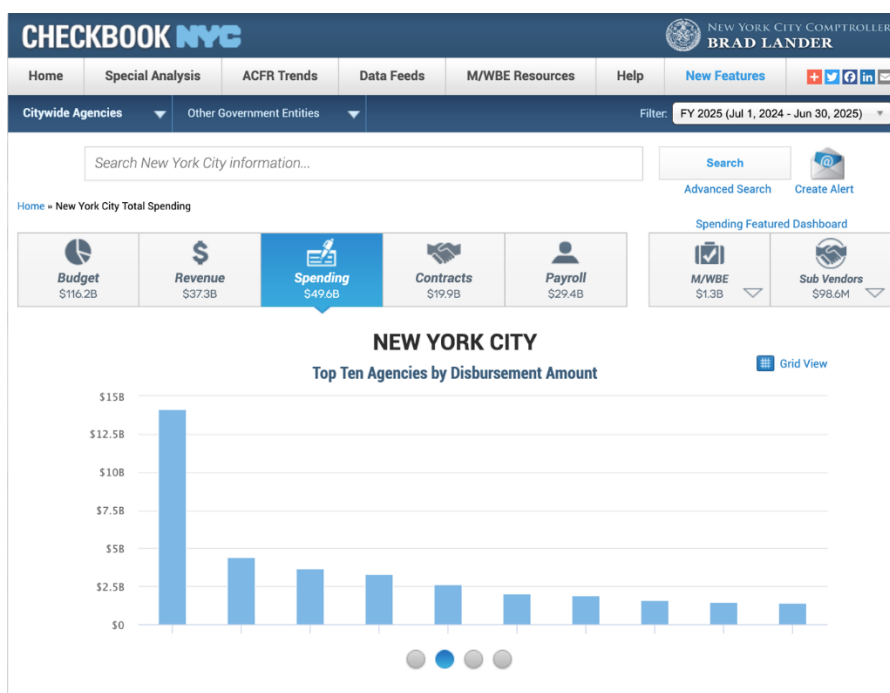 CHECKBOOK NYC
NEW YORK CITY COMPTROLLER
BRAD LANDER
Home Special Analysis ACFR Trends Data Feeds M/WBE Resources Help New Features
Citywide Agencies Other Government Entities Filter: FY 2025 (Jul 1, 2024 - Jun 30, 2025)
Search New York City information... Search
Advanced Search Create Alert
Home » New York City Total Spending
Spending Featured Dashboard
Budget Revenue Spending Contracts Payroll M/WBE Sub Vendors
$116.2B $37.3B $49.6B $19.9B $29.4B $1.3B $98.6M
NEW YORK CITY
Top Ten Agencies by Disbursement Amount
Grid View
$15B
$12.5B
$10B
$7.5B
$5B
$2.5B
$0